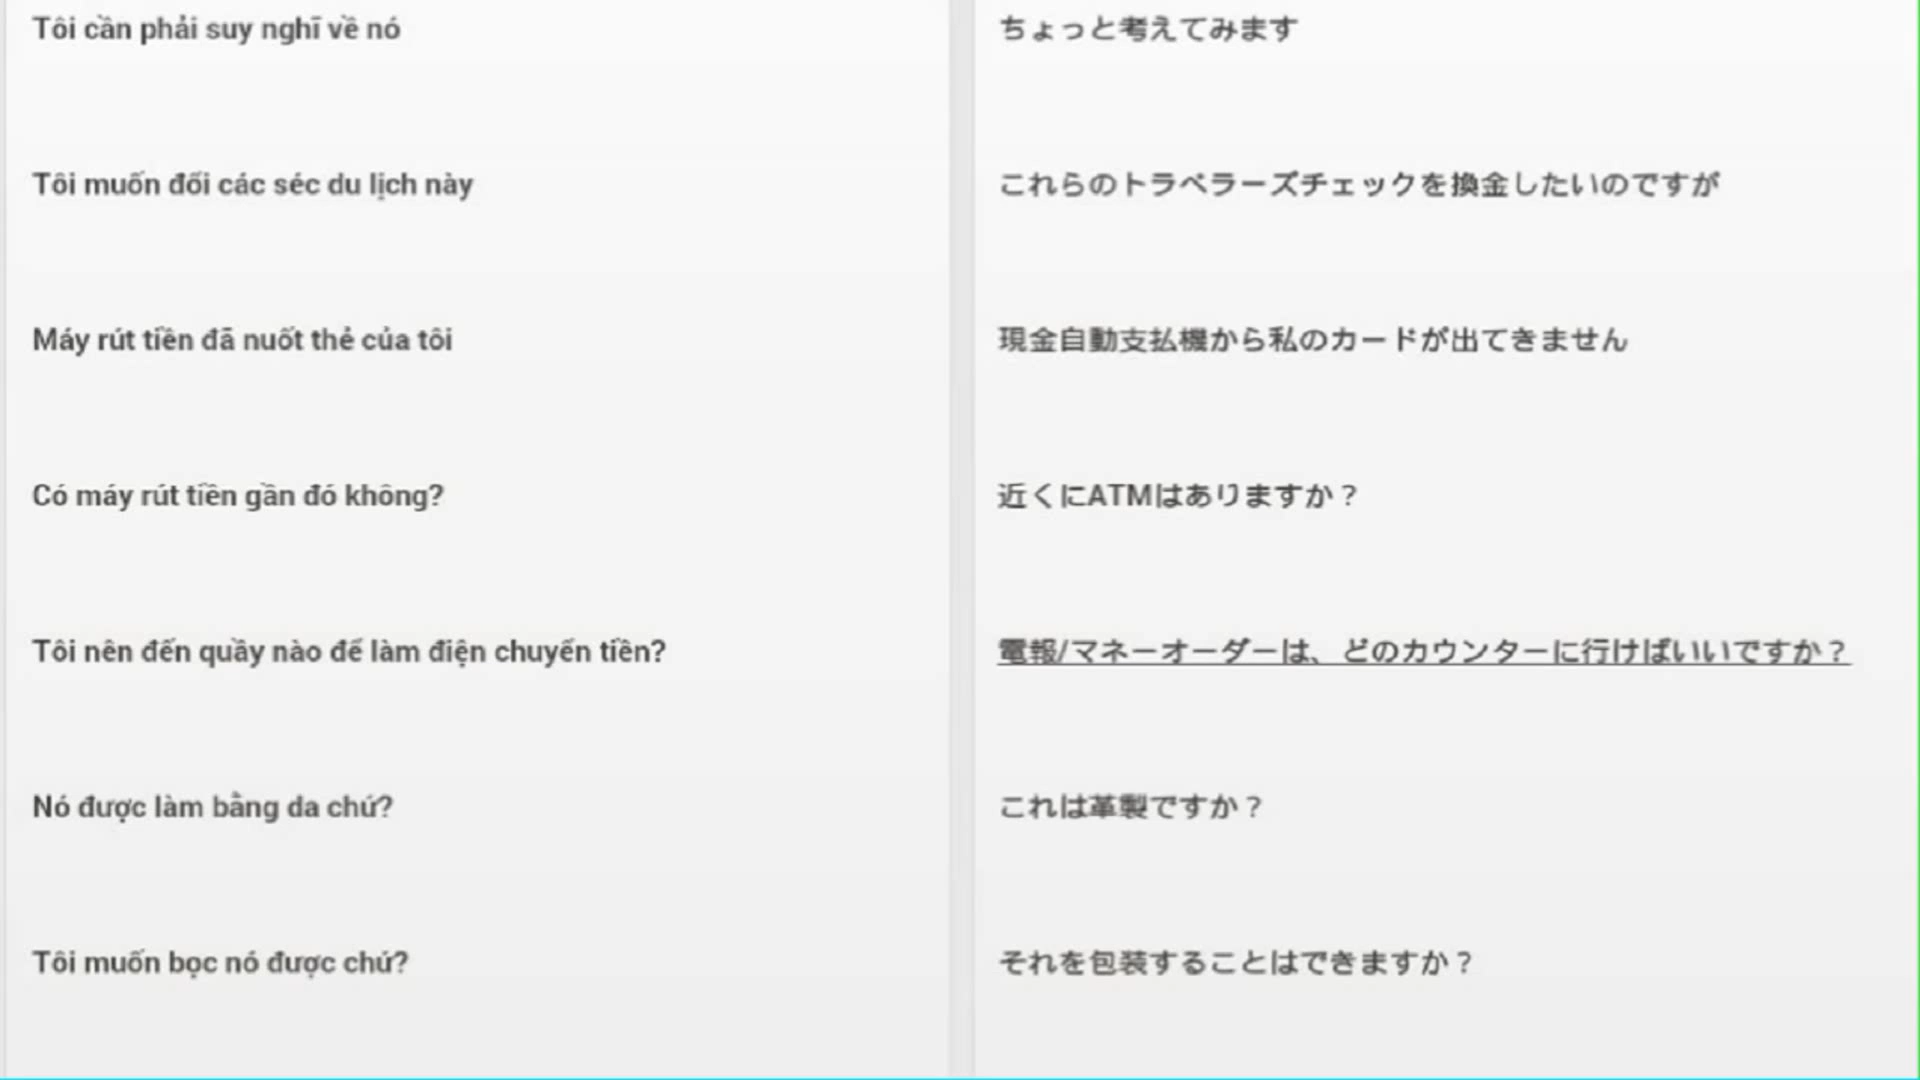 Tôi cần phải suy nghĩ về nó
ちょっと考えてみます
Tôi muốn đổi các séc du lịch này
これらのトラベラーズチェックを換金したいのですが
Máy rút tiền đã nuốt thẻ của tôi
現金自動支払機から私のカードが出てきません
Có máy rút tiền gần đó không?
近くにATMはありますか？
Tôi nên đến quầy nào để làm điện chuyển tiền?
電報/マネーオーダーは、どのカウンターに行けばいいですか？
Nó được làm bằng da chứ?
これは革製ですか？
Tôi muốn bọc nó được chứ?
それを包装することはできますか？